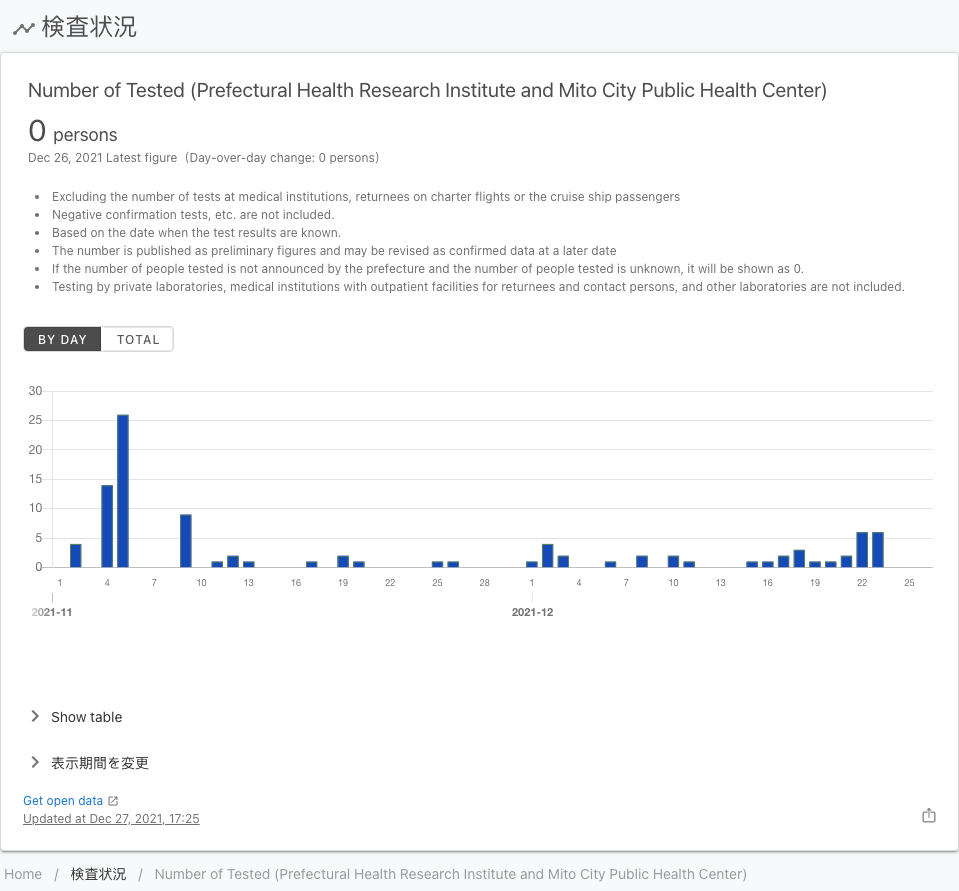 検査状況
Number of Tested (Prefectural Health Research Institute and Mito City Public Health Center)
0 persons
Dec 26, 2021 Latest figure (Day-over-day change: 0 persons)
Excluding the number of tests at medical institutions, returnees on charter flights or the cruise ship passengers
Negative confirmation tests, etc. are not included.
Based on the date when the test results are known.
The number is published as preliminary figures and may be revised as confirmed data at a later date
If the number of people tested is not announced by the prefecture and the number of people tested is unknown, it will be shown as 0.
Testing by private laboratories, medical institutions with outpatient facilities for returnees and contact persons, and other laboratories are not included.
BY DAY TOTAL
30
25
20
15
10
5
0
1 4 7 10 13 16 19 22 25 28 1 4 7 10 13 16 19 22 25
2021-11 2021-12
Show table
表示期間を変更
Get open data
Updated at Dec 27, 2021, 17:25
Home / 検査状況 / Number of Tested (Prefectural Health Research Institute and Mito City Public Health Center)